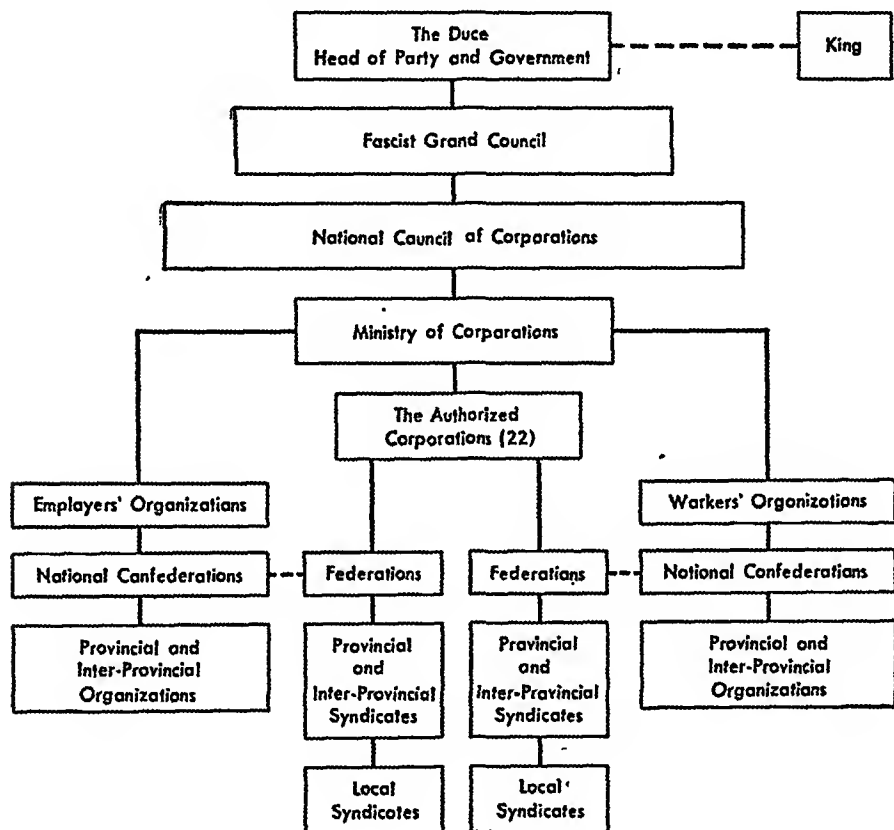 The Duce
Head of Party and Government
King
Fascist Grand Council
National Council of Corporations
Ministry of Corporations
The Authorized
Corporations (22)
Employers' Organizations
Workers' Organizations
National Confederations
Federations
Federations
National Confederations
Provincial and
Inter-Provincial
Organizations
Provincial
and
Inter-Provincial
Syndicates
Provincial
and
Inter-Provincial
Syndicates
Provincial and
Inter-Provincial
Organizations
Local
Syndicates
Local
Syndicates